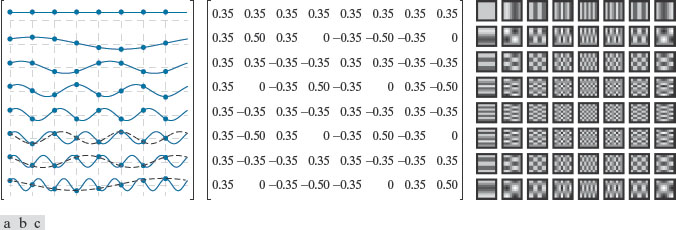 0.35 0.35 0.35 0.35 0.35 0.35 0.35 0.35
0.35 0.50 0.35 0 −0.35 −0.50 −0.35 0
0.35 0.35 −0.35 −0.35 0.35 0.35 −0.35 −0.35
0.35 0 −0.35 0.50 −0.35 0 0.35 −0.50
0.35 −0.35 0.35 −0.35 0.35 −0.35 0.35 −0.35
0.35 −0.50 0.35 0 −0.35 0.50 −0.35 0
0.35 −0.35 −0.35 0.35 0.35 −0.35 −0.35 0.35
0.35 0 −0.35 −0.50 −0.35 0 0.35 0.50
a b c